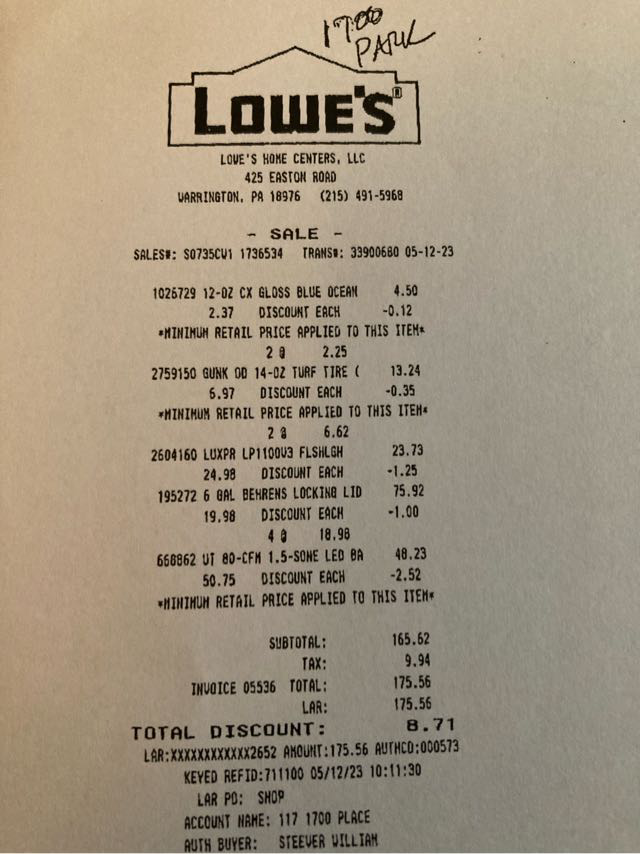 1700
PARK
LOWE'S®
LOWE'S HOME CENTERS, LLC
425 EASTON ROAD
WARRINGTON, PA 18976 (215) 491-5968
- SALE -
SALES#: S0735CW1 1736534 TRANS#: 33900680 05-12-23
1026729 12-OZ CX GLOSS BLUE OCEAN 4.50
2.37 DISCOUNT EACH -0.12
*MINIMUM RETAIL PRICE APPLIED TO THIS ITEM*
2 @ 2.25
2759150 GUNK OD 14-OZ TURF TIRE ( 13.24
6.97 DISCOUNT EACH -0.35
*MINIMUM RETAIL PRICE APPLIED TO THIS ITEM*
2 @ 6.62
2604160 LUXPR LP1100V3 FLSHLGH 23.73
24.98 DISCOUNT EACH -1.25
195272 6 GAL BEHRENS LOCKING LID 75.92
19.98 DISCOUNT EACH -1.00
4 @ 18.98
668862 UT 80-CFM 1.5-SONE LED BA 48.23
50.75 DISCOUNT EACH -2.52
*MINIMUM RETAIL PRICE APPLIED TO THIS ITEM*
SUBTOTAL: 165.62
TAX: 9.94
INVOICE 05536 TOTAL: 175.56
LAR: 175.56
TOTAL DISCOUNT: 8.71
LAR:XXXXXXXXXXXX2652 AMOUNT:175.56 AUTHCD:000573
KEYED REFID:711100 05/12/23 10:11:30
LAR PO: SHOP
ACCOUNT NAME: 117 1700 PLACE
AUTH BUYER: STEEVER WILLIAM